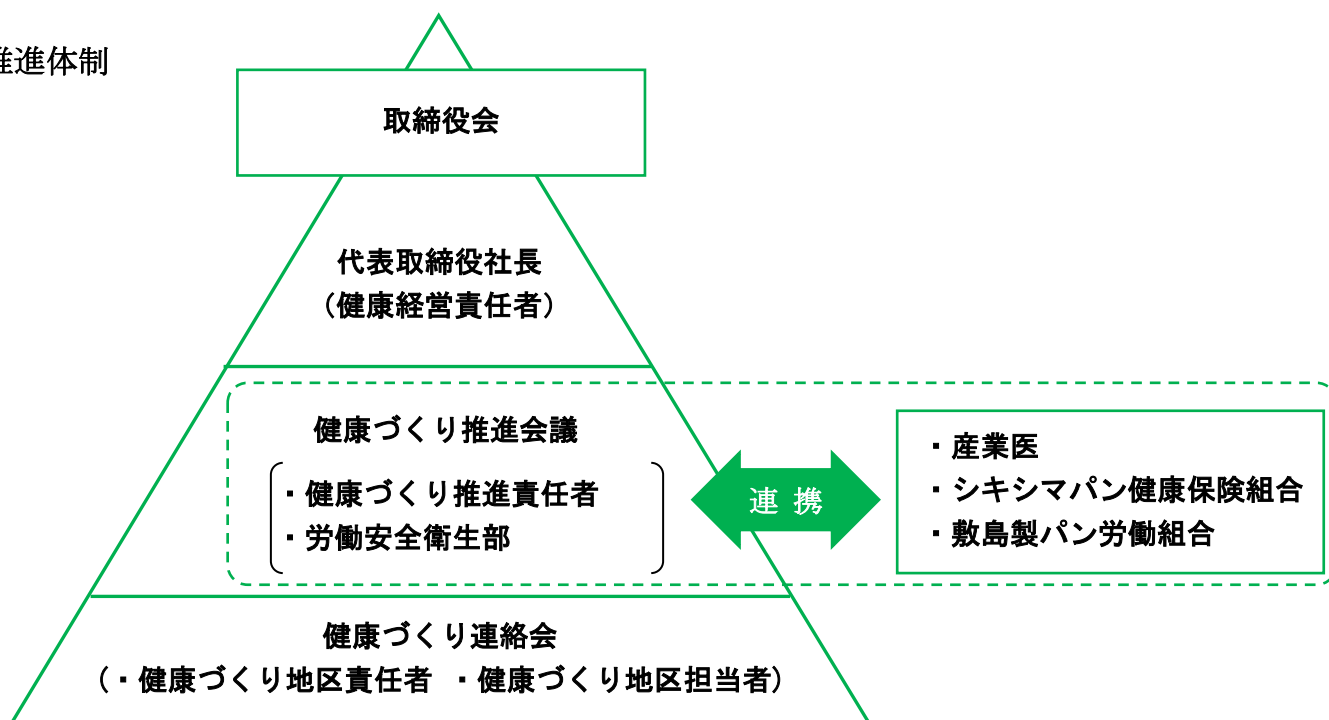 推進体制
取締役会
代表取締役社長
（健康経営責任者）
健康づくり推進会議
・健康づくり推進責任者
・労働安全衛生部
連 携
・産業医
・シキシマパン健康保険組合
・敷島製パン労働組合
健康づくり連絡会
（・健康づくり地区責任者 ・健康づくり地区担当者）